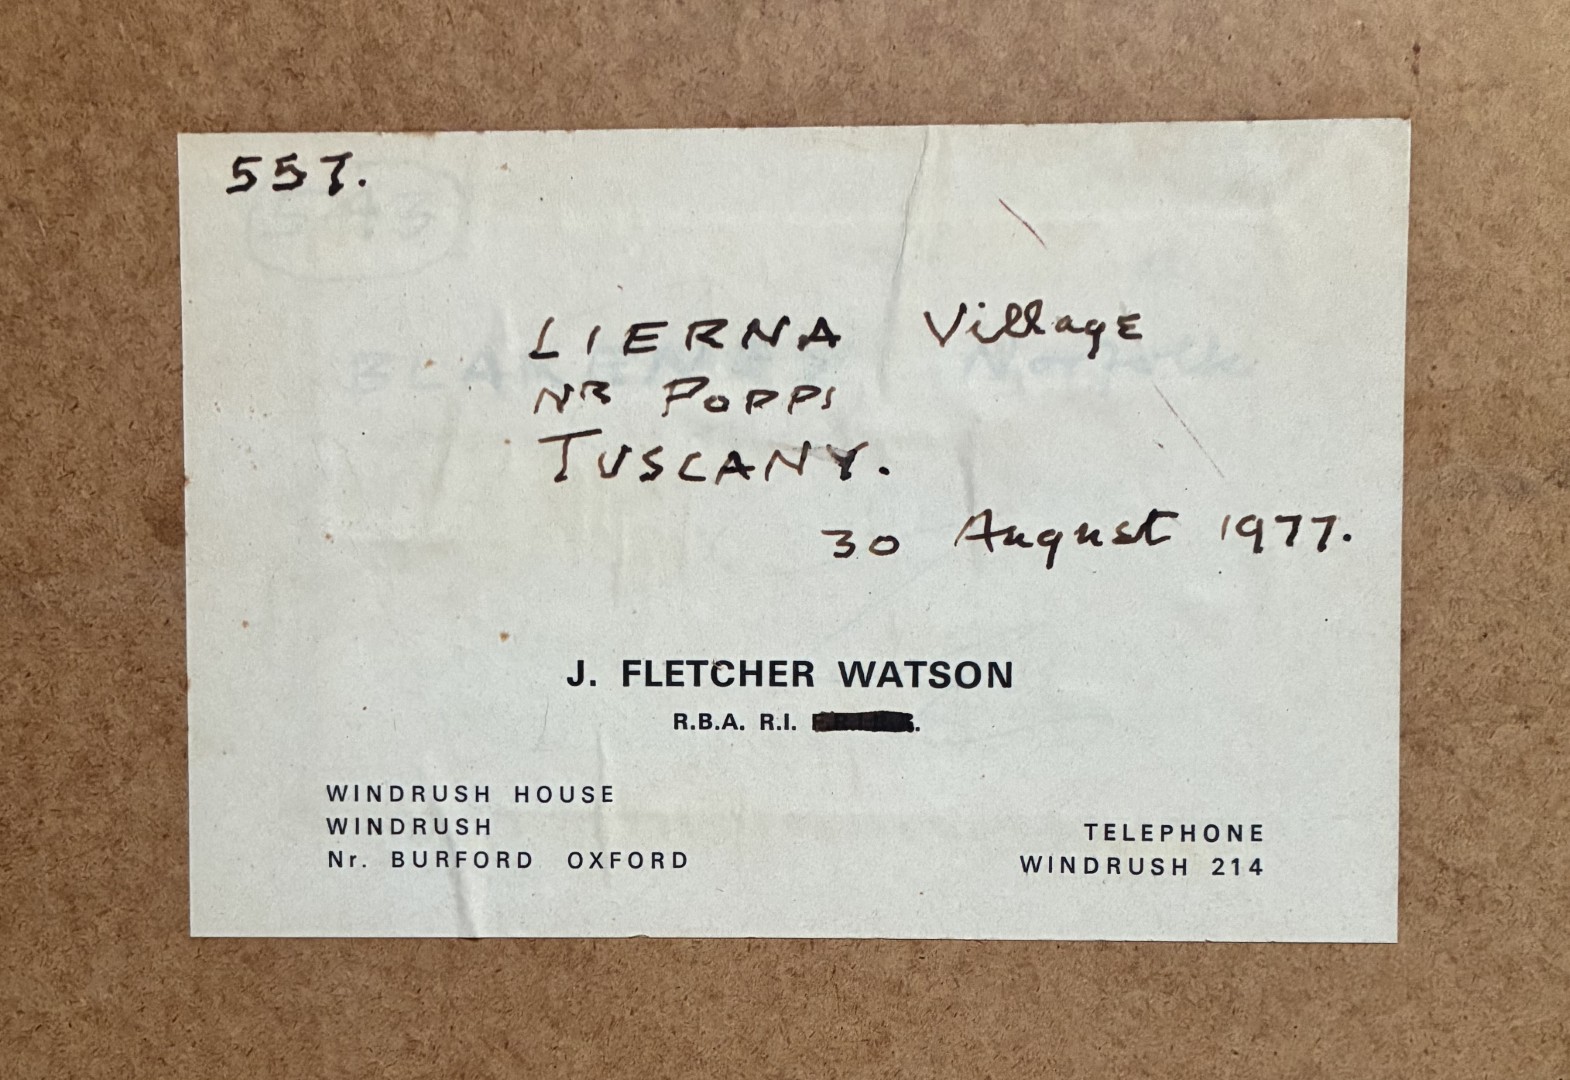 557.
LIERNA Village
NR POPPI
TUSCANY.
30 August 1977.
J. FLETCHER WATSON
R.B.A. R.I.
WINDRUSH HOUSE
WINDRUSH
Nr. BURFORD OXFORD
TELEPHONE
WINDRUSH 214